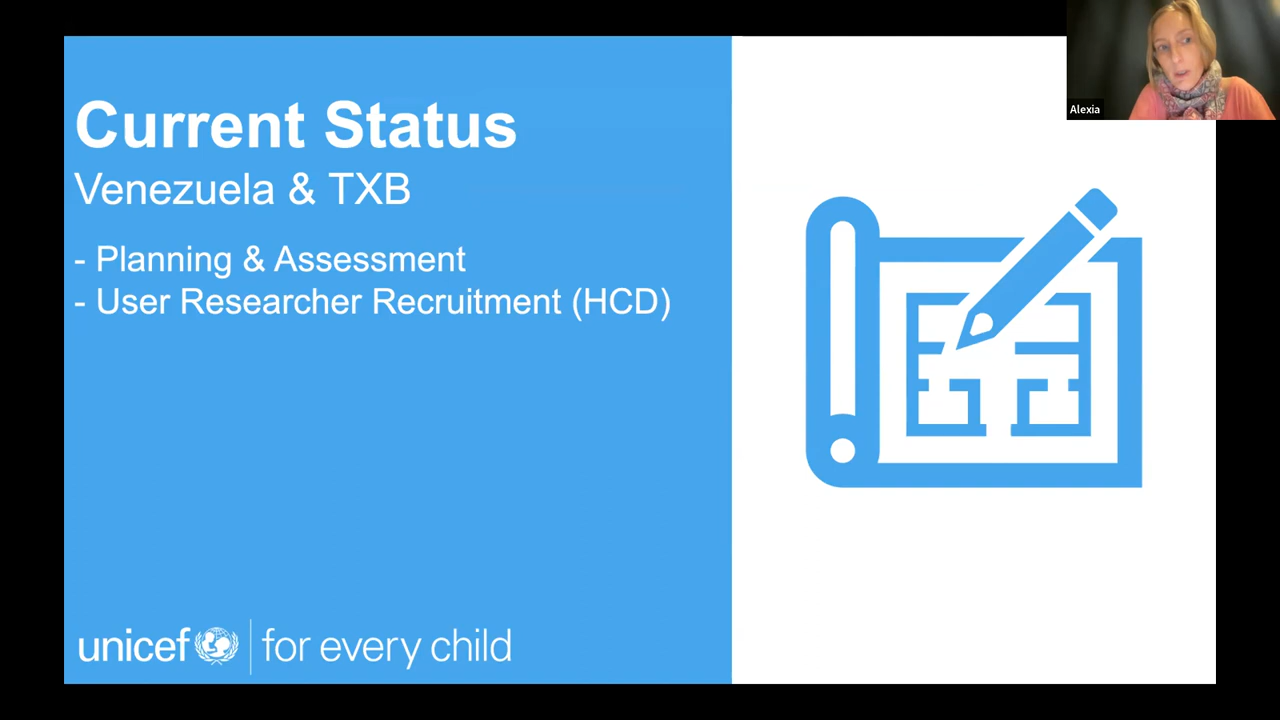 Current Status
Venezuela & TXB
- Planning & Assessment
- User Researcher Recruitment (HCD)
unicef for every child
Alexia